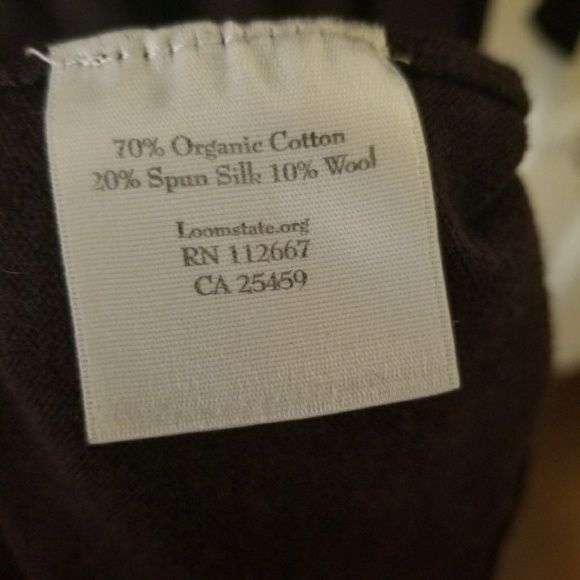 70% Organic Cotton
20% Spun Silk 10% Wool
Loomstate.org
RN 112667
CA 25459